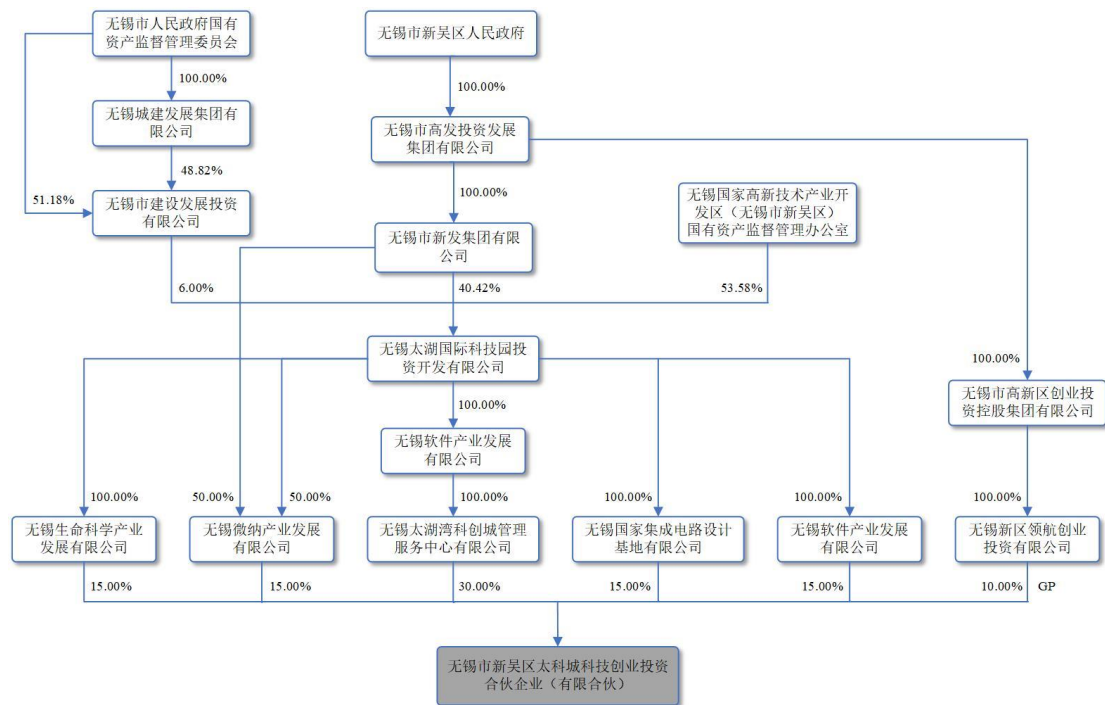 无锡市人民政府国有
资产监督管理委员会
无锡市新吴区人民政府
100.00%
100.00%
无锡城建发展集团有
限公司
无锡市高发投资发展
集团有限公司
48.82%
100.00%
51.18%
无锡市建设发展投资
有限公司
无锡国家高新技术产业开
发区（无锡市新吴区）
国有资产监督管理办公室
无锡市新发集团有限
公司
6.00%
40.42%
53.58%
无锡太湖国际科技园投
资开发有限公司
100.00%
100.00%
无锡市高新区创业投
资控股集团有限公司
无锡软件产业发展
有限公司
100.00%
50.00%
50.00%
100.00%
100.00%
100.00%
100.00%
无锡生命科学产业
发展有限公司
无锡微纳产业发展
有限公司
无锡太湖湾科创城管理
服务中心有限公司
无锡国家集成电路设计
基地有限公司
无锡软件产业发展
有限公司
无锡新区领航创业
投资有限公司
15.00%
15.00%
30.00%
15.00%
15.00%
10.00%
GP
无锡市新吴区太科城科技创业投资
合伙企业（有限合伙）